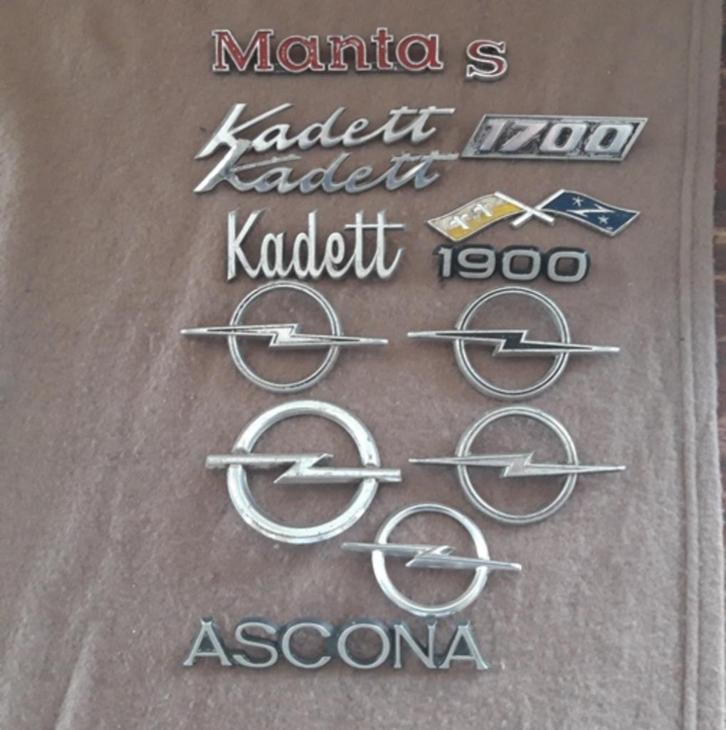 Manta s
Kadett 1700
Kadett
Kadett
1900
ASCONA